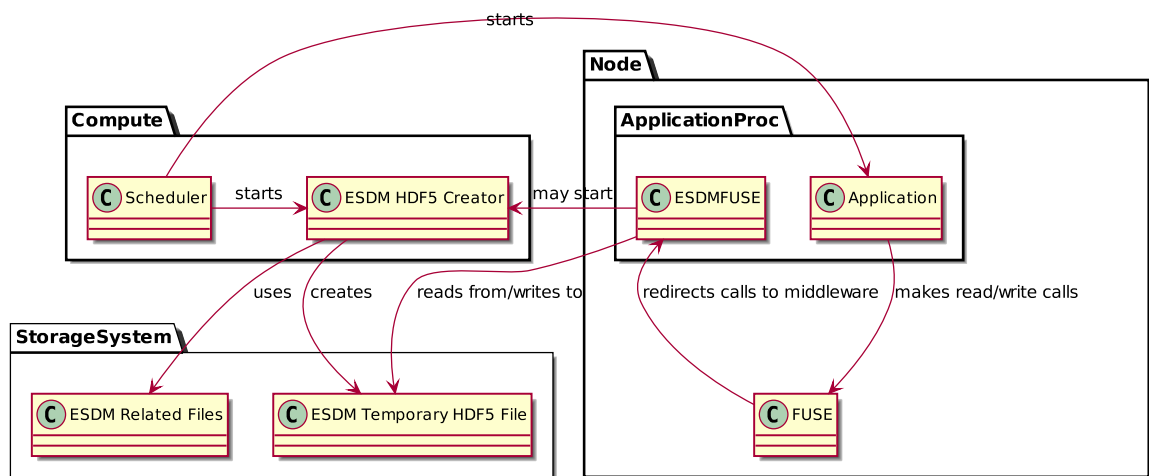 starts
Node
Compute
ApplicationProc
C Scheduler
starts
C ESDM HDF5 Creator
may start
C ESDMFUSE
C Application
uses
creates
reads from/writes to
redirects calls to middleware
makes read/write calls
StorageSystem
C ESDM Related Files
C ESDM Temporary HDF5 File
C FUSE